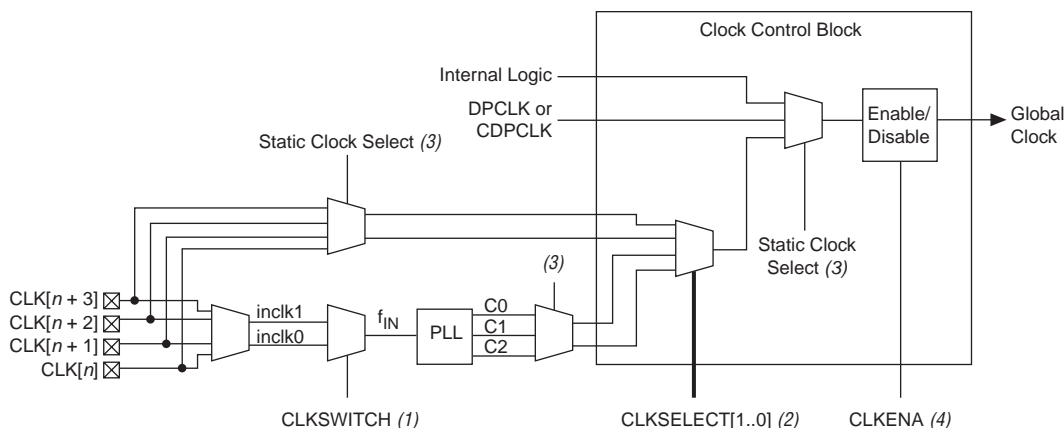 Clock Control Block
Internal Logic
DPCLK or
CDPCLK
Enable/
Disable
Global
Clock
Static Clock Select (3)
Static Clock
Select (3)
(3)
CLK[n + 3]
CLK[n + 2]
CLK[n + 1]
CLK[n]
inclk1
inclk0
fIN
PLL
C0
C1
C2
CLKSWITCH (1)
CLKSELECT[1..0] (2)
CLKENA (4)